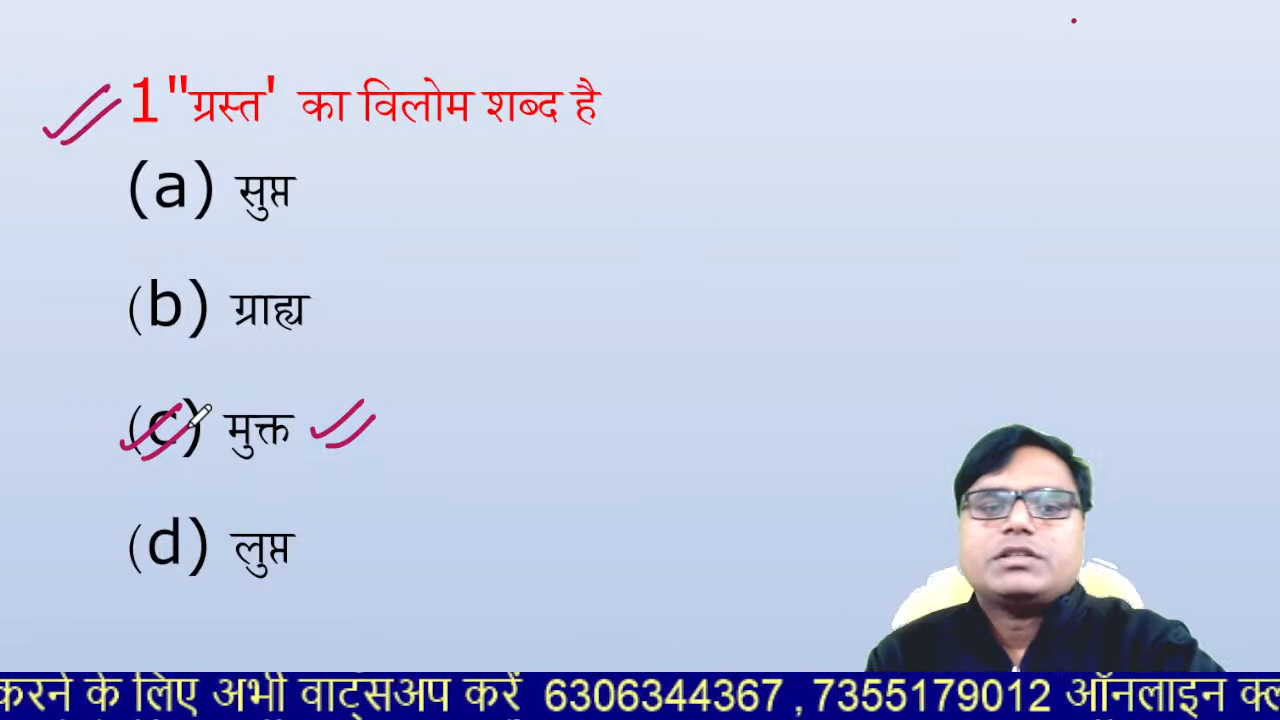 1"ग्रस्त' का विलोम शब्द है
(a) सुप्त
(b) ग्राह्य
(c) मुक्त
(d) लुप्त
करने के लिए अभी वाट्सअप करें 6306344367 , 7355179012 ऑनलाइन